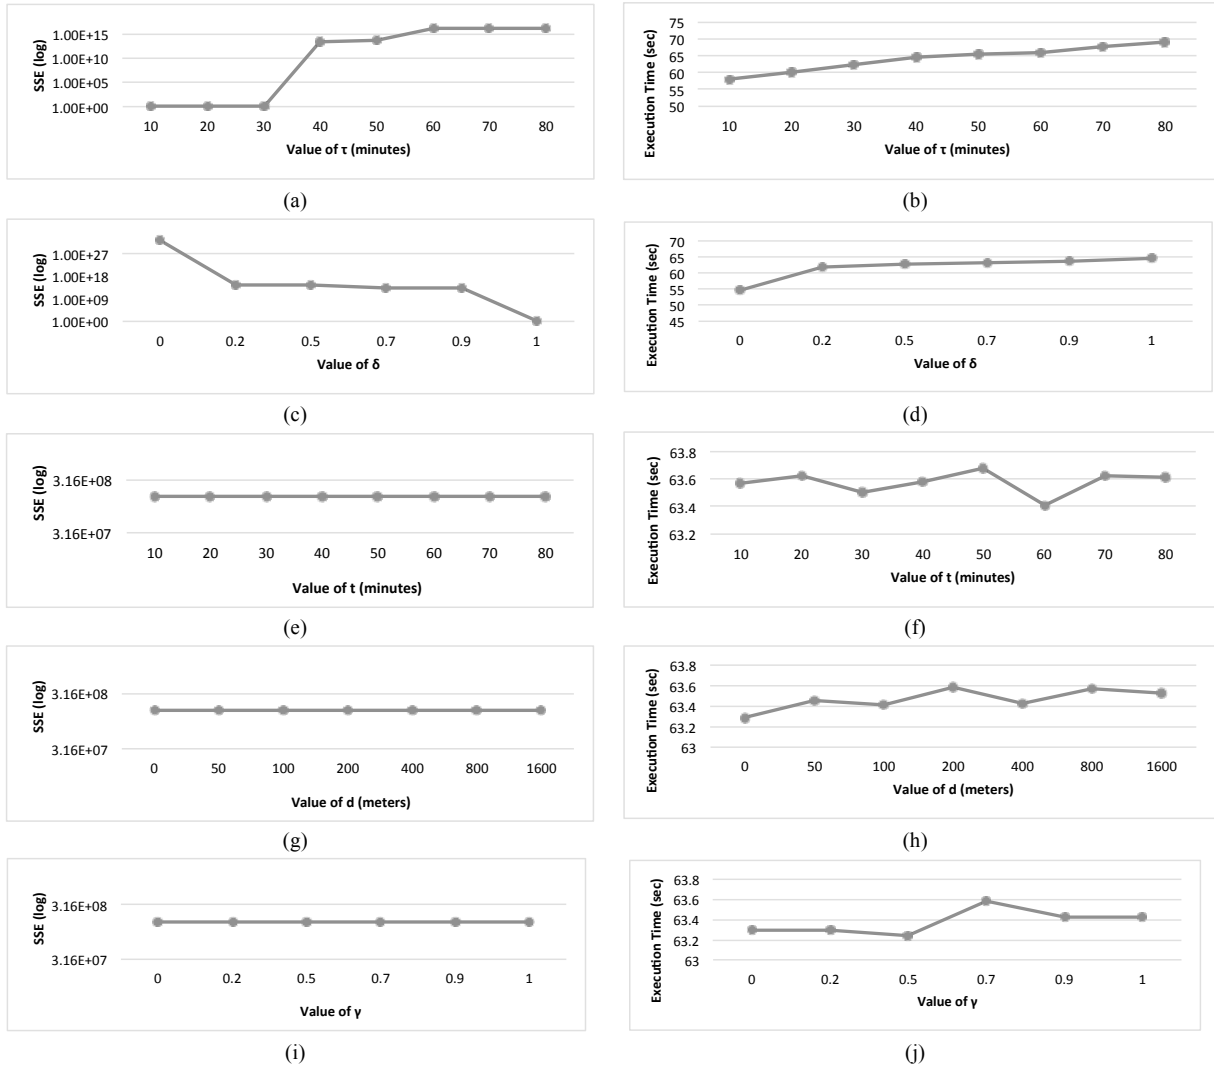 SSE (log)
1.00E+15
1.00E+10
1.00E+05
1.00E+00
10 20 30 40 50 60 70 80
Value of τ (minutes)
(a)
Execution Time (sec)
75
70
65
60
55
50
10 20 30 40 50 60 70 80
Value of τ (minutes)
(b)
SSE (log)
1.00E+27
1.00E+18
1.00E+09
1.00E+00
0 0.2 0.5 0.7 0.9 1
Value of δ
(c)
Execution Time (sec)
70
65
60
55
50
45
0 0.2 0.5 0.7 0.9 1
Value of δ
(d)
SSE (log)
3.16E+08
3.16E+07
10 20 30 40 50 60 70 80
Value of t (minutes)
(e)
Execution Time (sec)
63.8
63.6
63.4
63.2
10 20 30 40 50 60 70 80
Value of t (minutes)
(f)
SSE (log)
3.16E+08
3.16E+07
0 50 100 200 400 800 1600
Value of d (meters)
(g)
Execution Time (sec)
63.8
63.6
63.4
63.2
63
0 50 100 200 400 800 1600
Value of d (meters)
(h)
SSE (log)
3.16E+08
3.16E+07
0 0.2 0.5 0.7 0.9 1
Value of γ
(i)
Execution Time (sec)
63.8
63.6
63.4
63.2
63
0 0.2 0.5 0.7 0.9 1
Value of γ
(j)